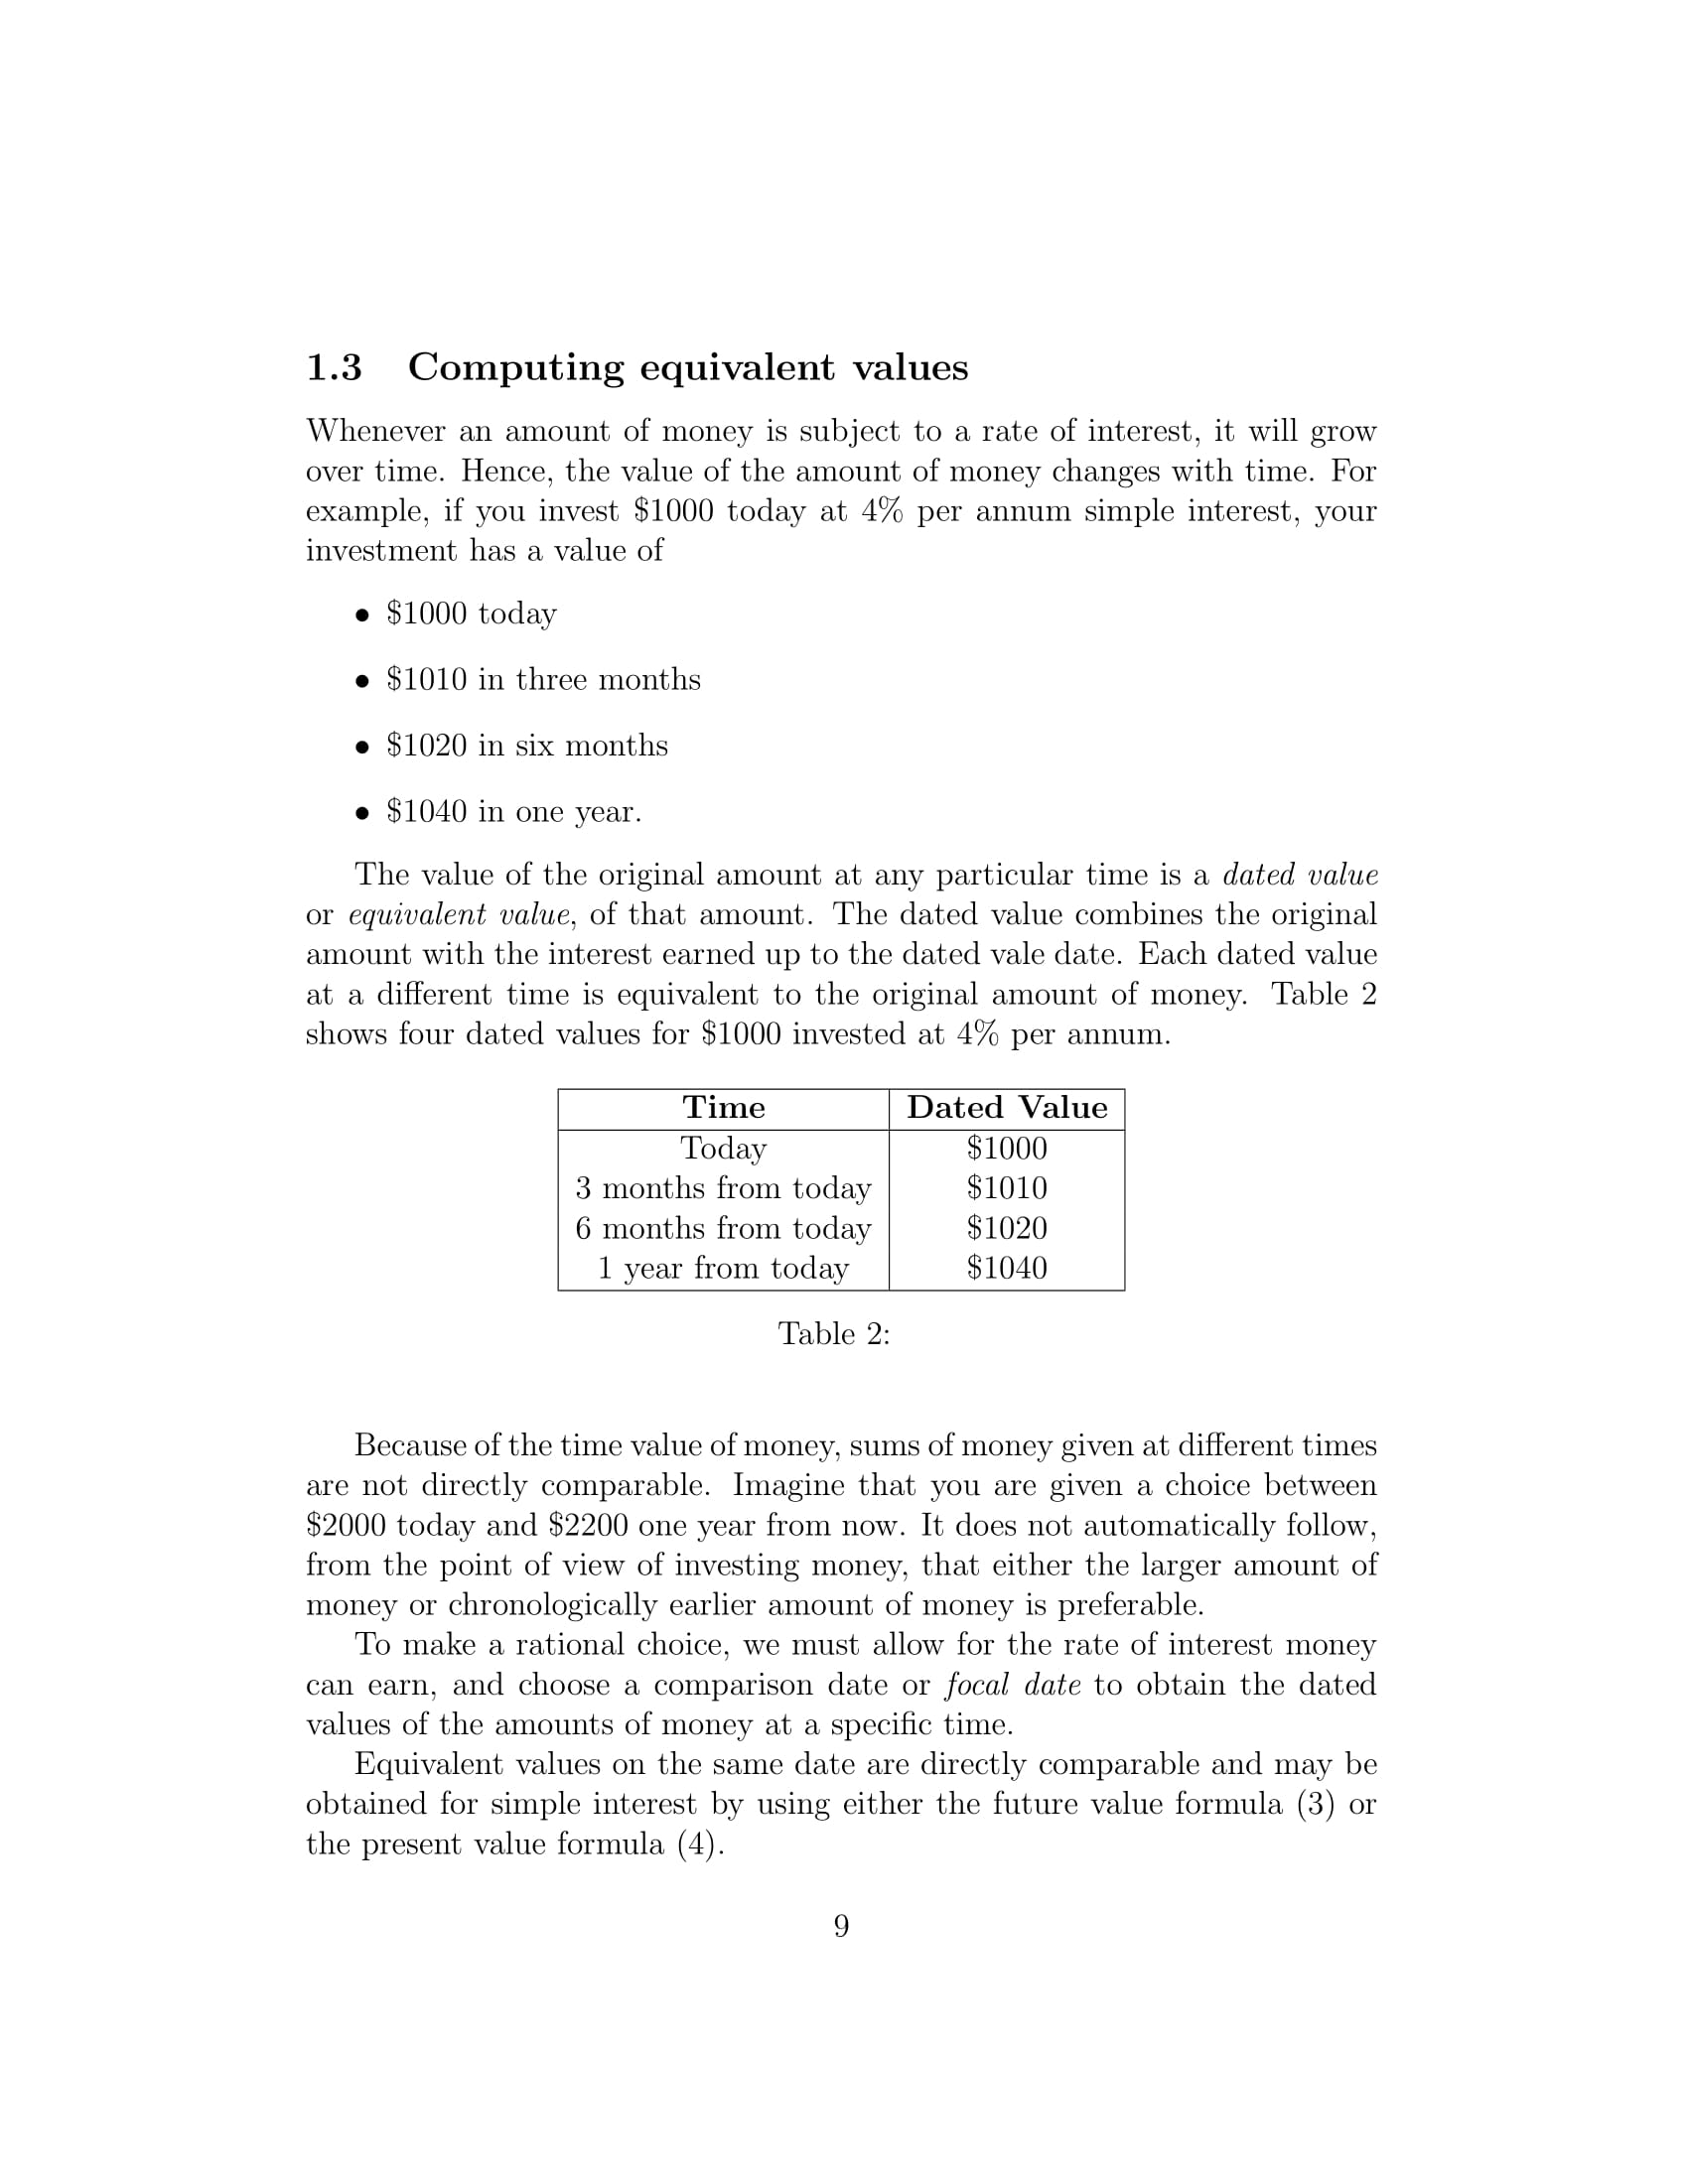 1.3 Computing equivalent values
Whenever an amount of money is subject to a rate of interest, it will grow
over time. Hence, the value of the amount of money changes with time. For
example, if you invest $1000 today at 4% per annum simple interest, your
investment has a value of
• $1000 today
• $1010 in three months
• $1020 in six months
• $1040 in one year.
The value of the original amount at any particular time is a dated value
or equivalent value, of that amount. The dated value combines the original
amount with the interest earned up to the dated vale date. Each dated value
at a different time is equivalent to the original amount of money. Table 2
shows four dated values for $1000 invested at 4% per annum.
Time Dated Value
Today $1000
3 months from today $1010
6 months from today $1020
1 year from today $1040
Table 2:
Because of the time value of money, sums of money given at different times
are not directly comparable. Imagine that you are given a choice between
$2000 today and $2200 one year from now. It does not automatically follow,
from the point of view of investing money, that either the larger amount of
money or chronologically earlier amount of money is preferable.
To make a rational choice, we must allow for the rate of interest money
can earn, and choose a comparison date or focal date to obtain the dated
values of the amounts of money at a specific time.
Equivalent values on the same date are directly comparable and may be
obtained for simple interest by using either the future value formula (3) or
the present value formula (4).
9